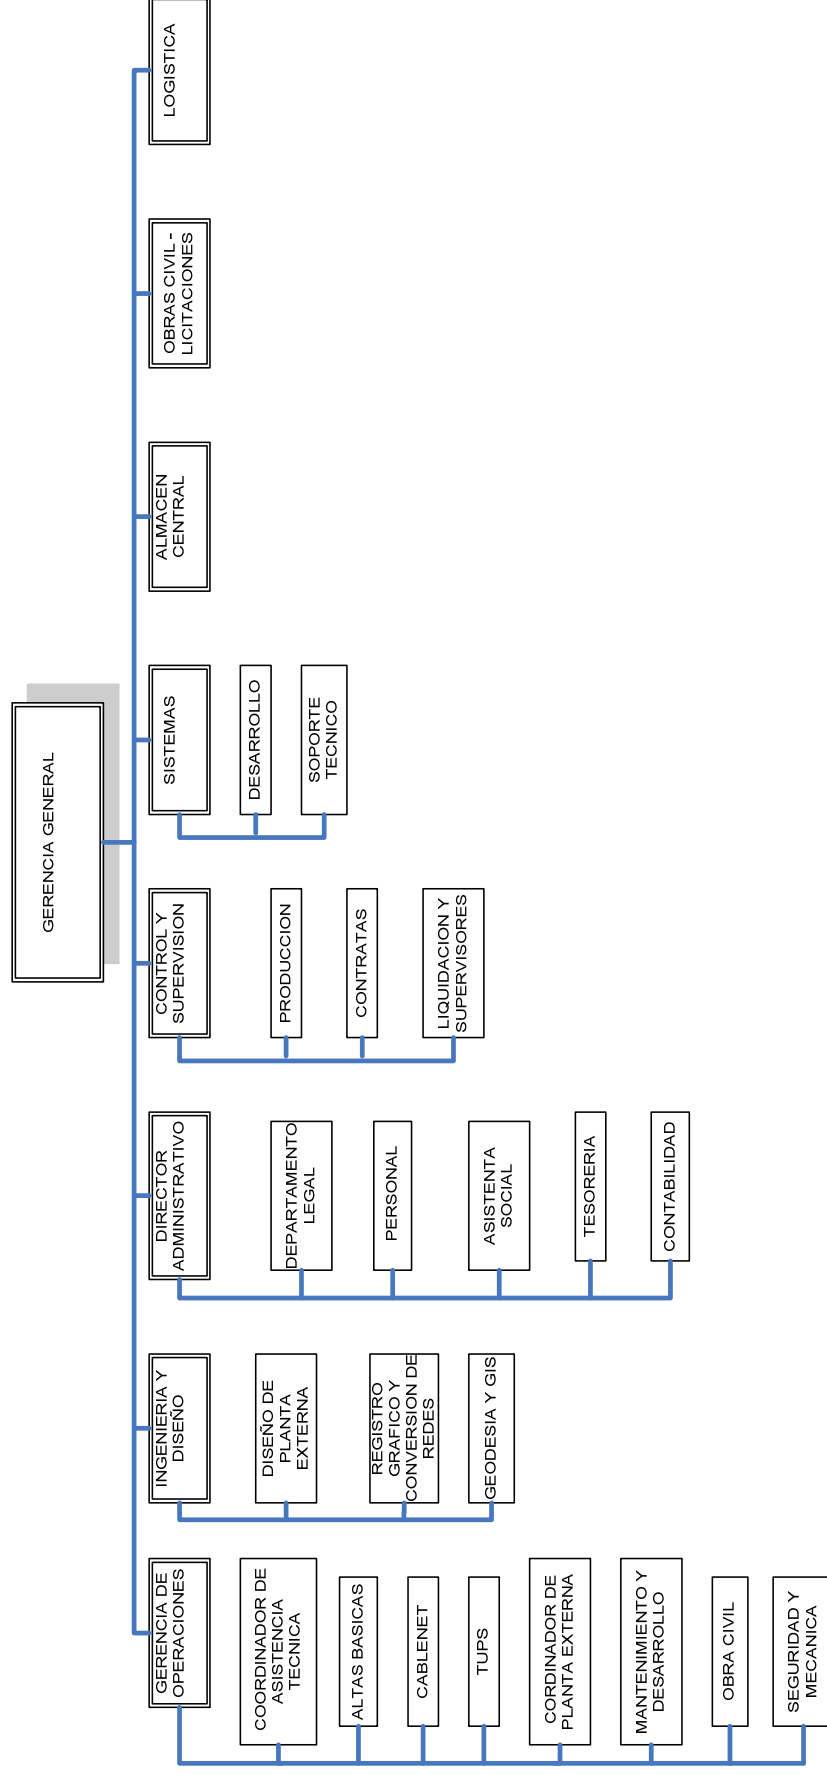 GERENCIA GENERAL
GERENCIA DE
OPERACIONES
COORDINADOR DE
ASISTENCIA
TECNICA
ALTAS BASICAS
CABLENET
TUPS
CORDINADOR DE
PLANTA EXTERNA
MANTENIMIENTO Y
DESARROLLO
OBRA CIVIL
SEGURIDAD Y
MECANICA
INGENIERIA Y
DISEÑO
DISEÑO DE
PLANTA
EXTERNA
REGISTRO
GRAFICO Y
CONVERSION DE
REDES
GEODESIA Y GIS
DIRECTOR
ADMINISTRATIVO
DEPARTAMENTO
LEGAL
PERSONAL
ASISTENTA
SOCIAL
TESORERIA
CONTABILIDAD
CONTROL Y
SUPERVISION
PRODUCCION
CONTRATAS
LIQUIDACION Y
SUPERVISORES
SISTEMAS
DESARROLLO
SOPORTE
TECNICO
ALMACEN
CENTRAL
OBRAS CIVIL -
LICITACIONES
LOGISTICA